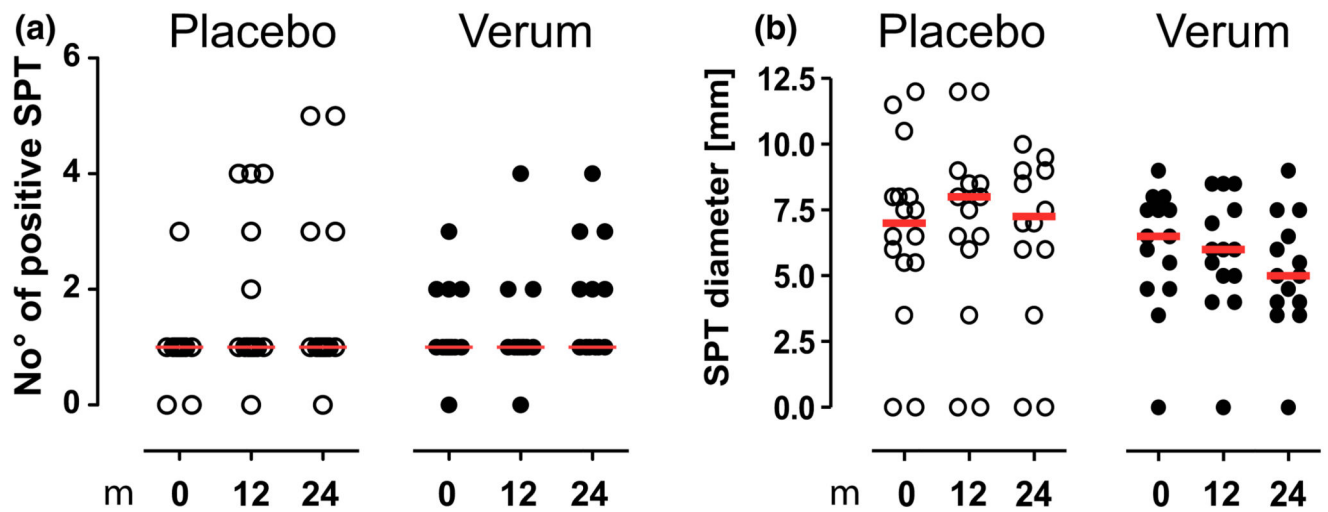 (a) Placebo Verum
No° of positive SPT
6
4
2
0
m 0 12 24 0 12 24
(b) Placebo Verum
SPT diameter [mm]
12.5
10.0
7.5
5.0
2.5
0.0
m 0 12 24 0 12 24